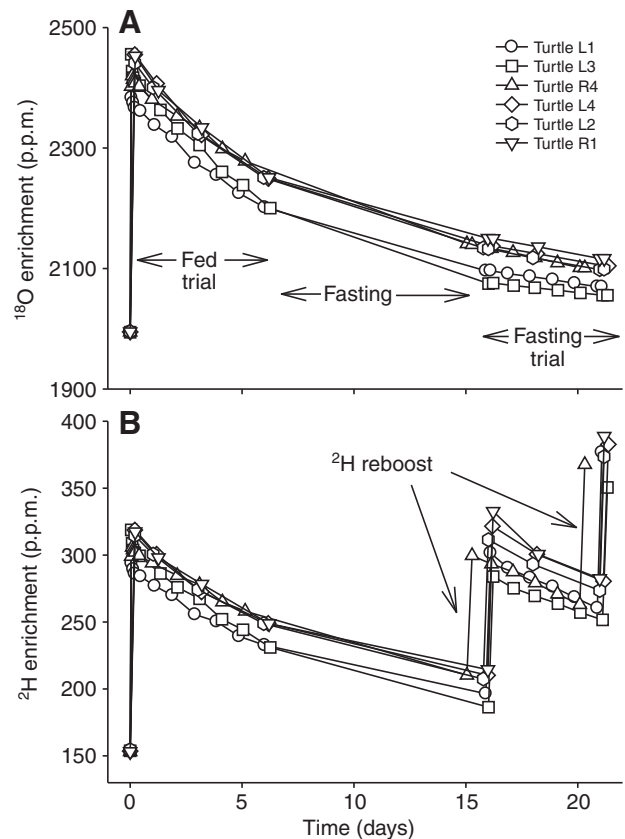 A
2500
2300
2100
1900
¹⁸O enrichment (p.p.m.)
Turtle L1
Turtle L3
Turtle R4
Turtle L4
Turtle L2
Turtle R1
Fed
trial
Fasting
Fasting
trial
B
400
350
300
250
200
150
²H enrichment (p.p.m.)
²H reboost
0
5
10
15
20
Time (days)